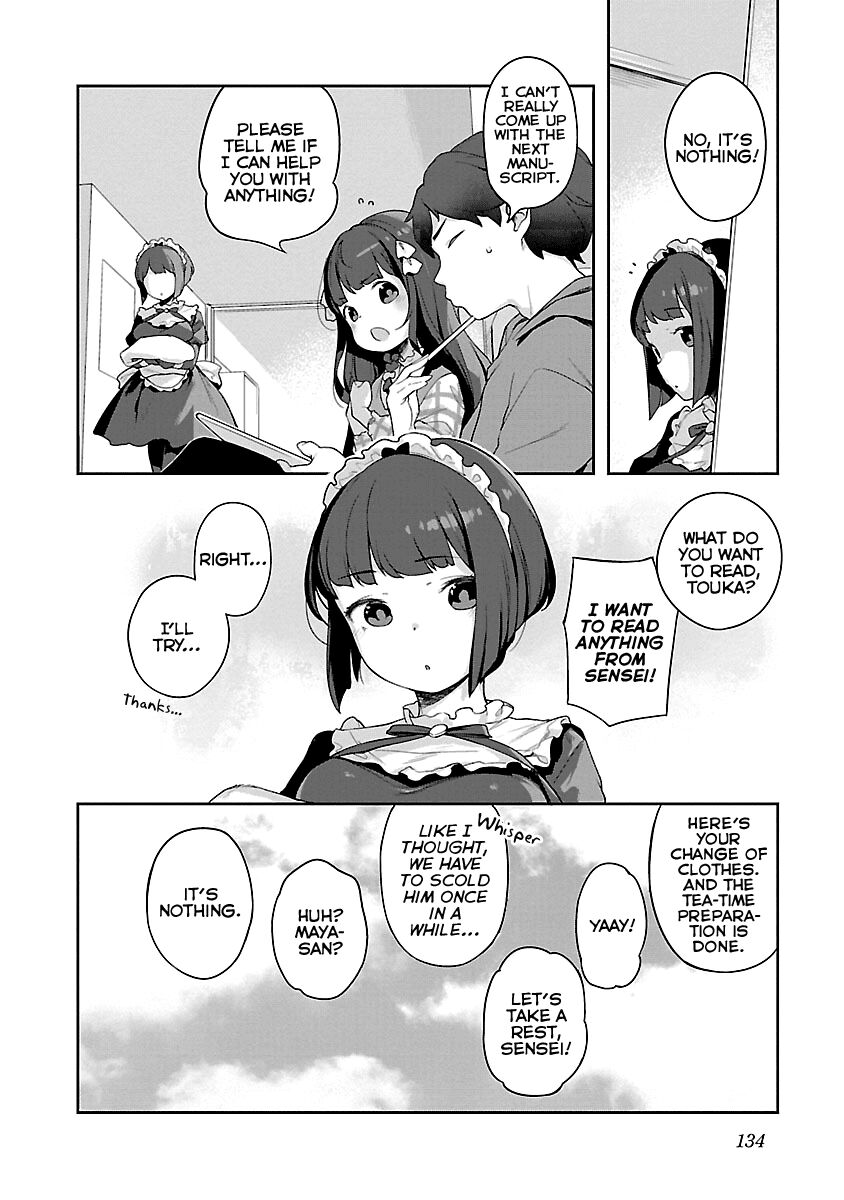 NO, IT'S
NOTHING!
I CAN'T
REALLY
COME UP
WITH THE
NEXT
MANU-
SCRIPT.
PLEASE
TELL ME IF
I CAN HELP
YOU WITH
ANYTHING!
WHAT DO
YOU WANT
TO READ,
TOUKA?
I WANT
TO READ
ANYTHING
FROM
SENSEI!
RIGHT...
I'LL
TRY...
Thanks...
HERE'S
YOUR
CHANGE OF
CLOTHES.
AND THE
TEA-TIME
PREPARA-
TION IS
DONE.
YAAY!
LET'S
TAKE A
REST,
SENSEI!
Whisper
LIKE I
THOUGHT,
WE HAVE
TO SCOLD
HIM ONCE
IN A
WHILE...
HUH?
MAYA-
SAN?
IT'S
NOTHING.
134